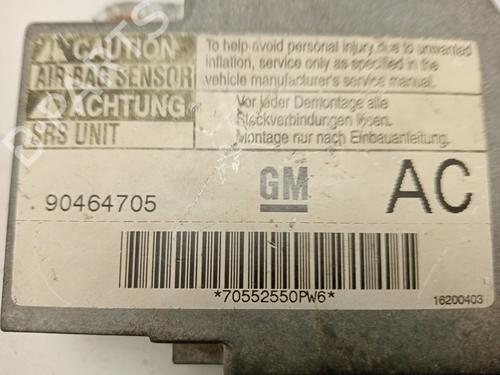 CAUTION
AIR BAG SENSOR
ACHTUNG
SRS UNIT
To help avoid personal injury due to unwanted
inflation, service only as specified in the
vehicle manufacturer's service manual.
Vor jeder Demontage alle
Steckverbindungen lösen.
Montage nur nach Einbauanleitung.
90464705
GM
AC
*70552550PW6*
16200403